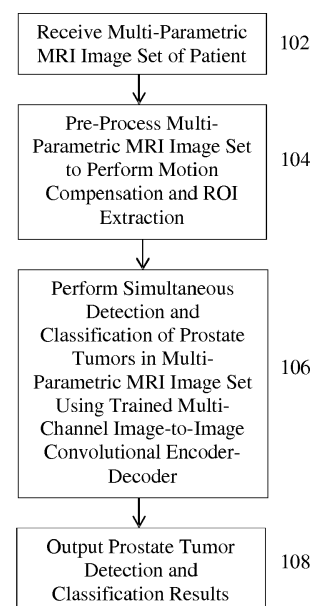 Receive Multi-Parametric
MRI Image Set of Patient
102
Pre-Process Multi-
Parametric MRI Image Set
to Perform Motion
Compensation and ROI
Extraction
104
Perform Simultaneous
Detection and
Classification of Prostate
Tumors in Multi-
Parametric MRI Image Set
Using Trained Multi-
Channel Image-to-Image
Convolutional Encoder-
Decoder
106
Output Prostate Tumor
Detection and
Classification Results
108